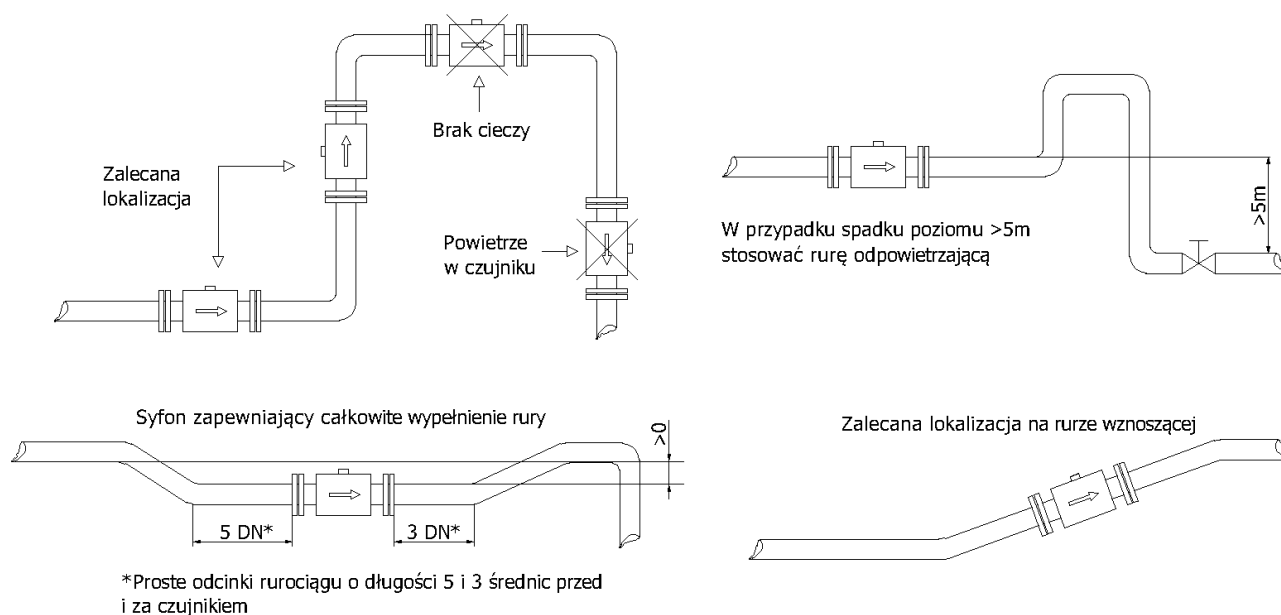 Brak cieczy
Zalecana
lokalizacja
Powietrze
w czujniku
>5m
W przypadku spadku poziomu >5m
stosować rurę odpowietrzającą
Syfon zapewniający całkowite wypełnienie rury
>0
5 DN*
3 DN*
*Proste odcinki rurociągu o długości 5 i 3 średnic przed
i za czujnikiem
Zalecana lokalizacja na rurze wznoszącej